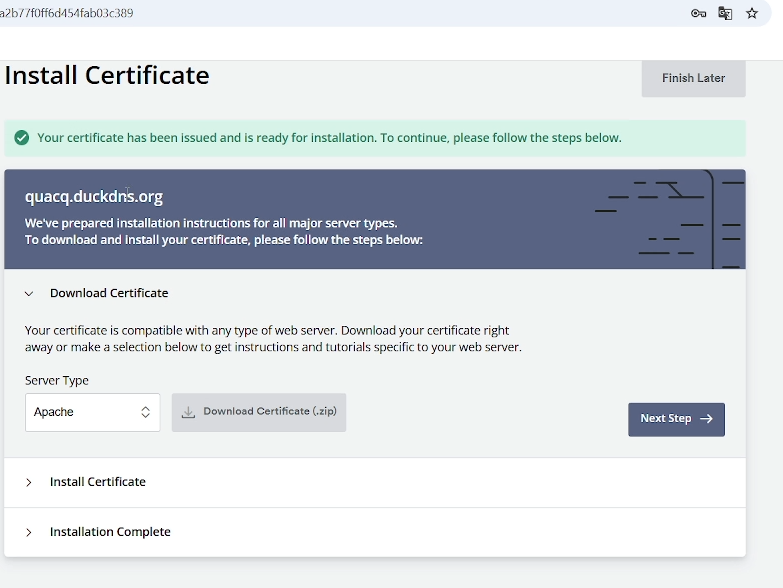 a2b77f0ff6d454fab03c389
Install Certificate
Finish Later
Your certificate has been issued and is ready for installation. To continue, please follow the steps below.
quacq.duckdns.org
We've prepared installation instructions for all major server types.
To download and install your certificate, please follow the steps below:
Download Certificate
Your certificate is compatible with any type of web server. Download your certificate right
away or make a selection below to get instructions and tutorials specific to your web server.
Server Type
Apache
Download Certificate (.zip)
Next Step
Install Certificate
Installation Complete